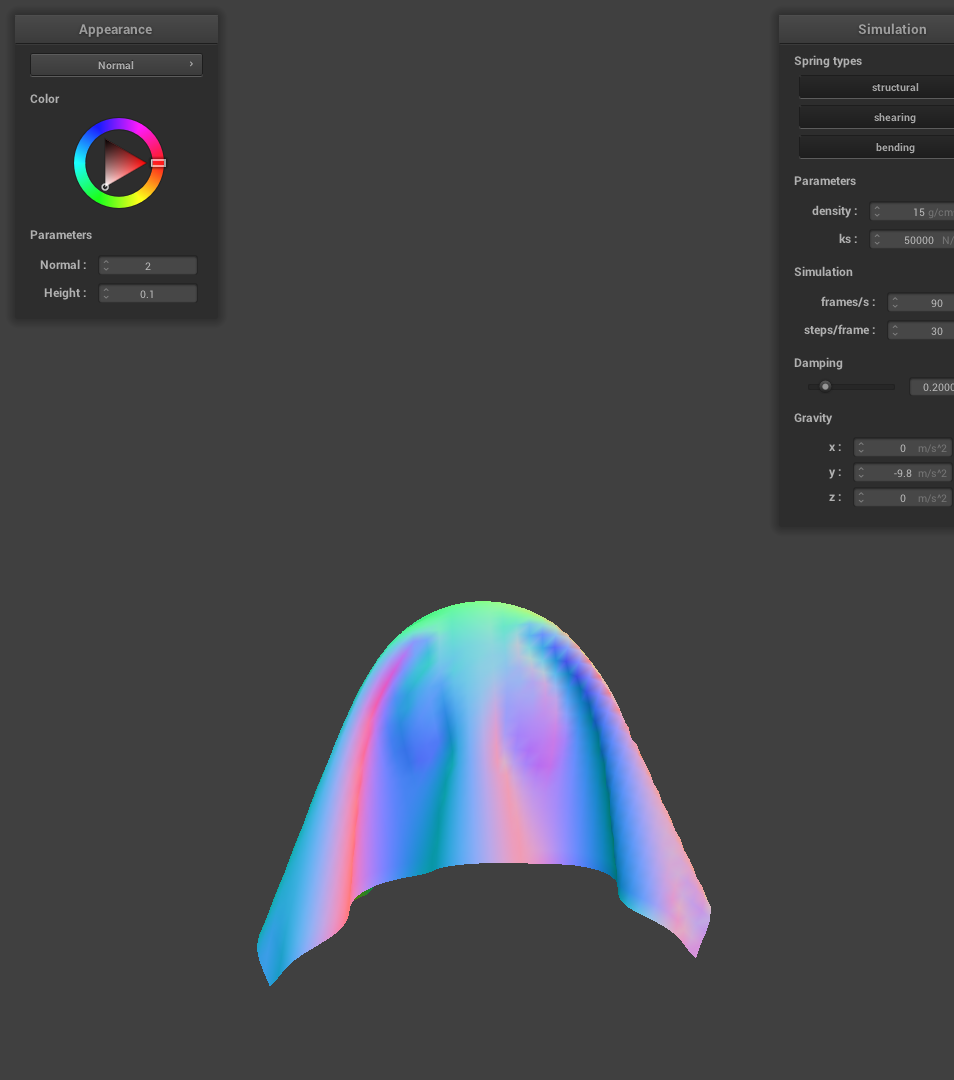 Appearance
Normal
Color
Parameters
Normal : 2
Height : 0.1
Simulation
Spring types
structural
shearing
bending
Parameters
density : 15 g/cm
ks : 50000 N/
Simulation
frames/s : 90
steps/frame : 30
Damping
0.2000
Gravity
x : 0 m/s^2
y : -9.8 m/s^2
z : 0 m/s^2